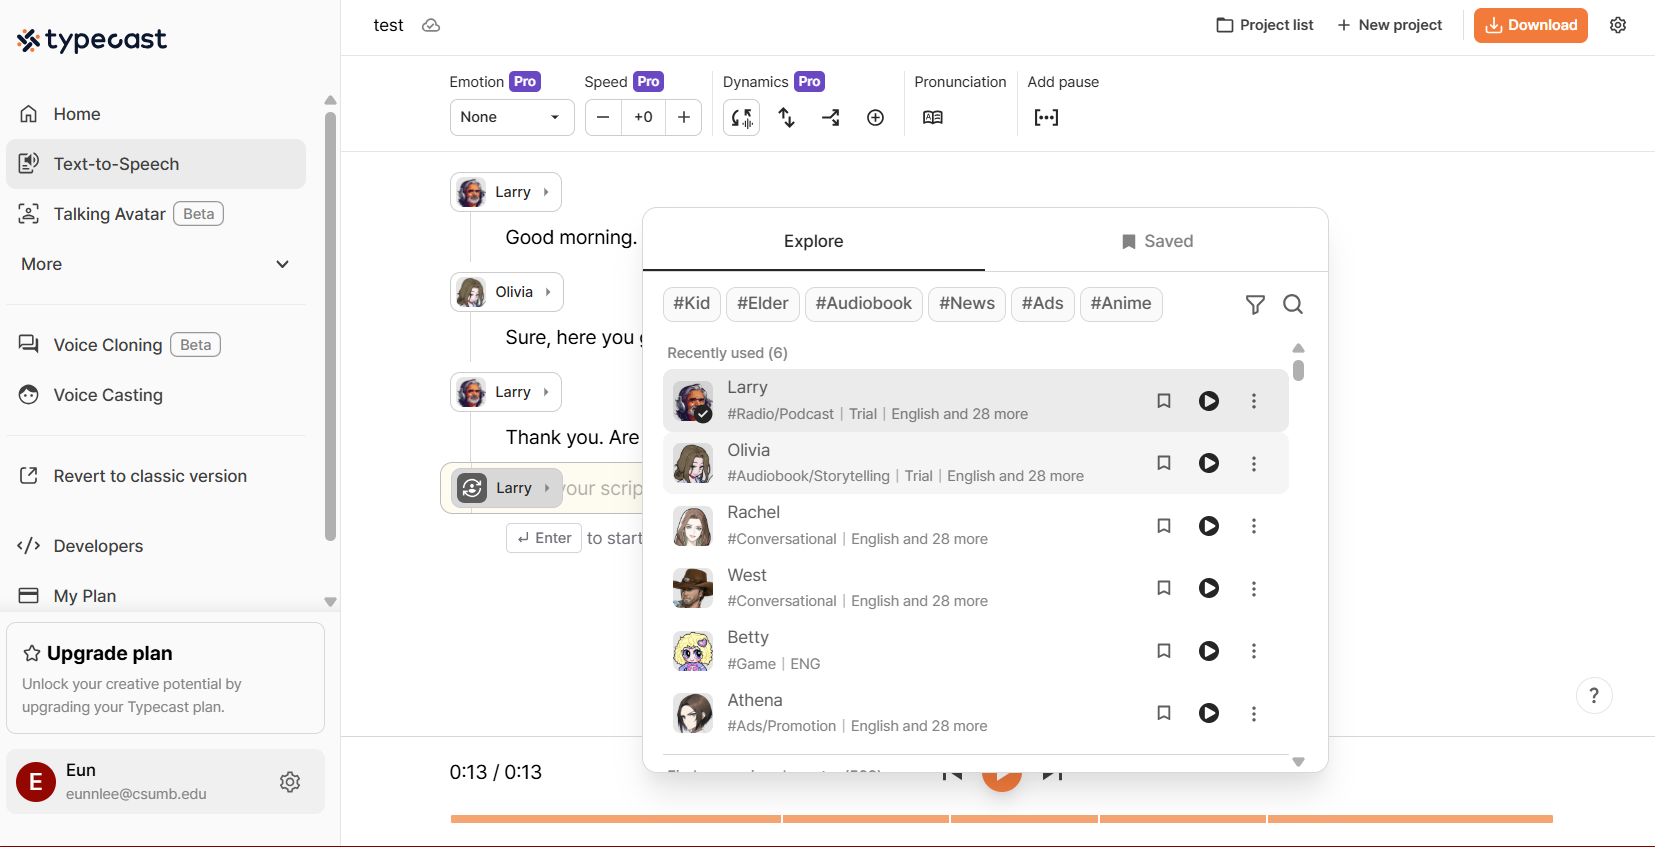 typecast
Home
Text-to-Speech
Talking Avatar Beta
More
Voice Cloning Beta
Voice Casting
Revert to classic version
Developers
My Plan
Upgrade plan
Unlock your creative potential by
upgrading your Typecast plan.
E
Eun
eunnlee@csumb.edu
test
Project list
New project
Download
Emotion Pro
Speed Pro
Dynamics Pro
Pronunciation
Add pause
None
+0
Larry
Good morning.
Olivia
Sure, here you
Larry
Thank you. Are
Larry
your scrip
Enter to start
Explore
Saved
#Kid
#Elder
#Audiobook
#News
#Ads
#Anime
Recently used (6)
Larry
#Radio/Podcast | Trial | English and 28 more
Olivia
#Audiobook/Storytelling | Trial | English and 28 more
Rachel
#Conversational | English and 28 more
West
#Conversational | English and 28 more
Betty
#Game | ENG
Athena
#Ads/Promotion | English and 28 more
?
0:13 / 0:13